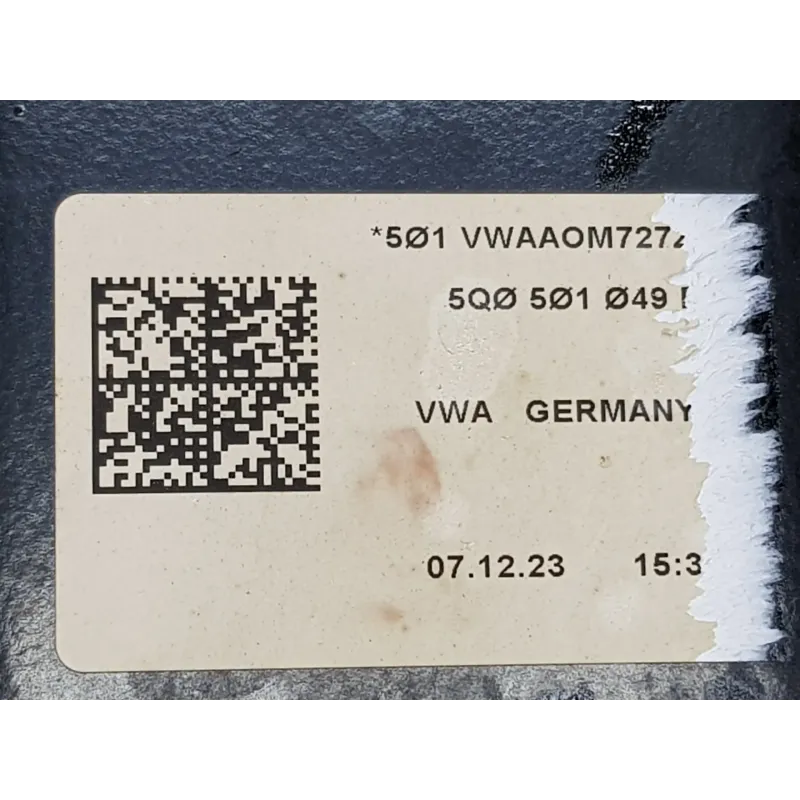 *5Ø1 VWAAOM727
5QØ 5Ø1 Ø49
VWA GERMANY
07.12.23 15:3